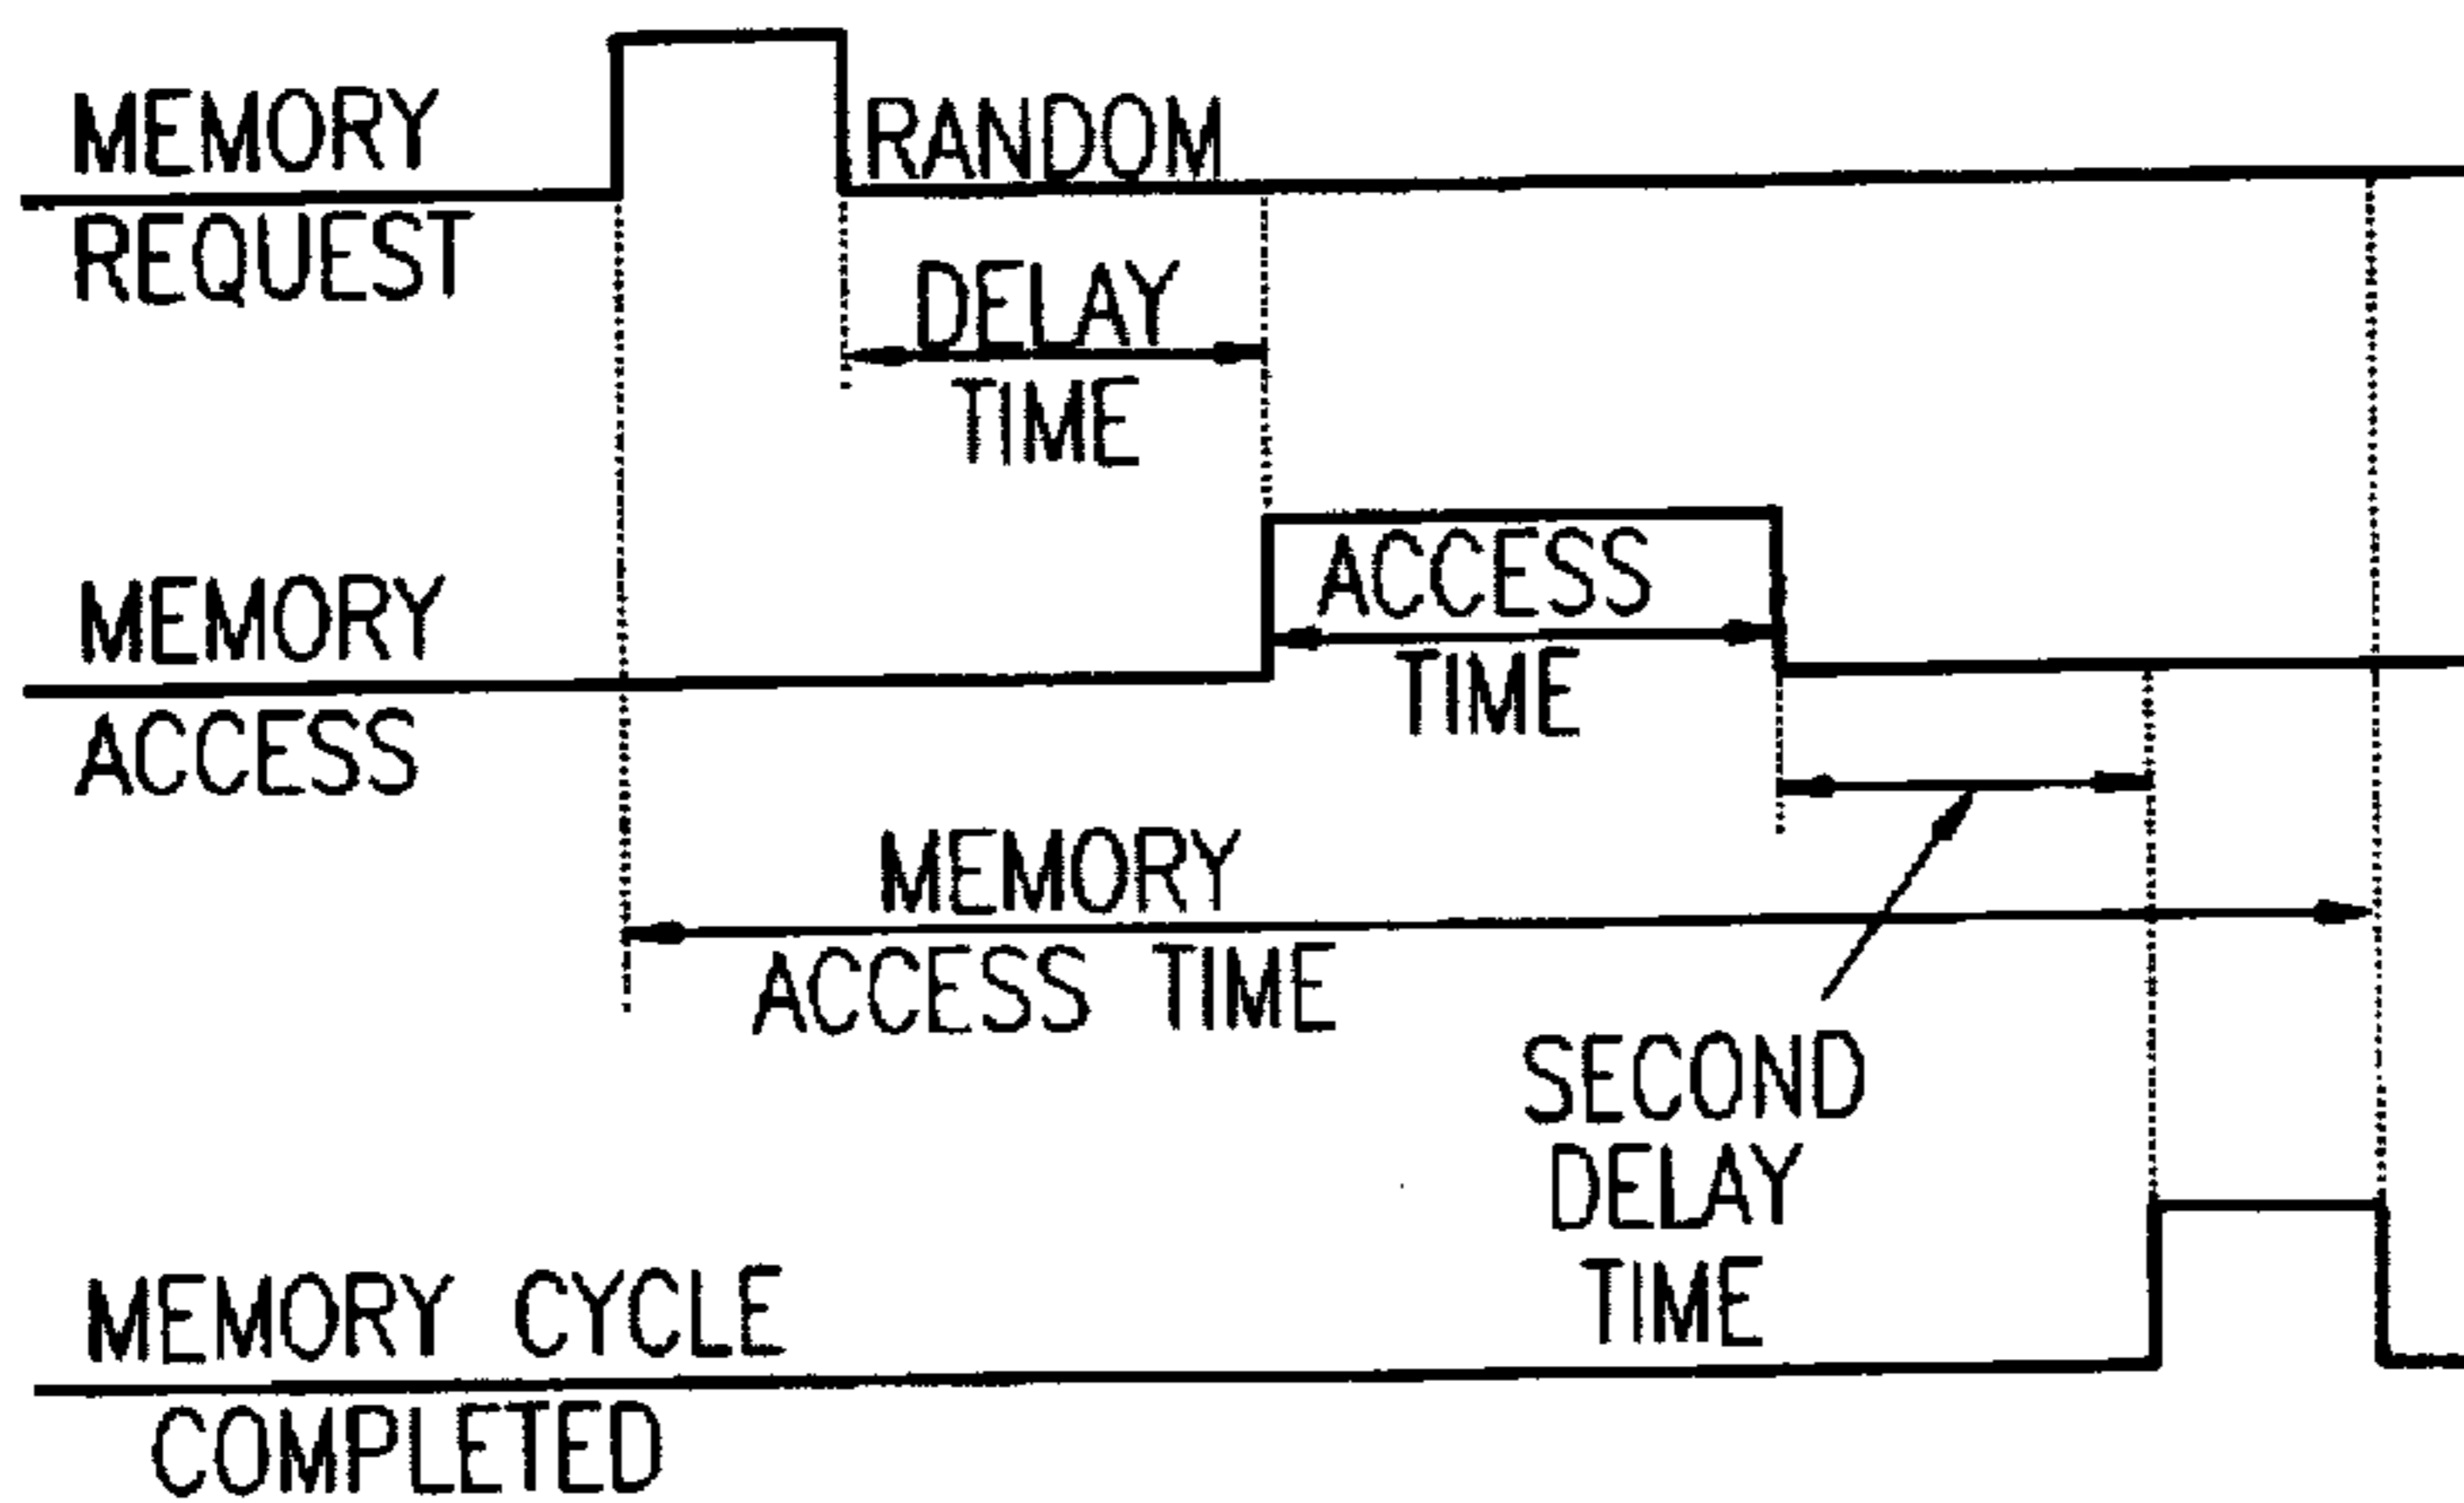 MEMORY
REQUEST
RANDOM
DELAY
TIME
MEMORY
ACCESS
ACCESS
TIME
MEMORY
ACCESS TIME
SECOND
DELAY
TIME
MEMORY CYCLE
COMPLETED